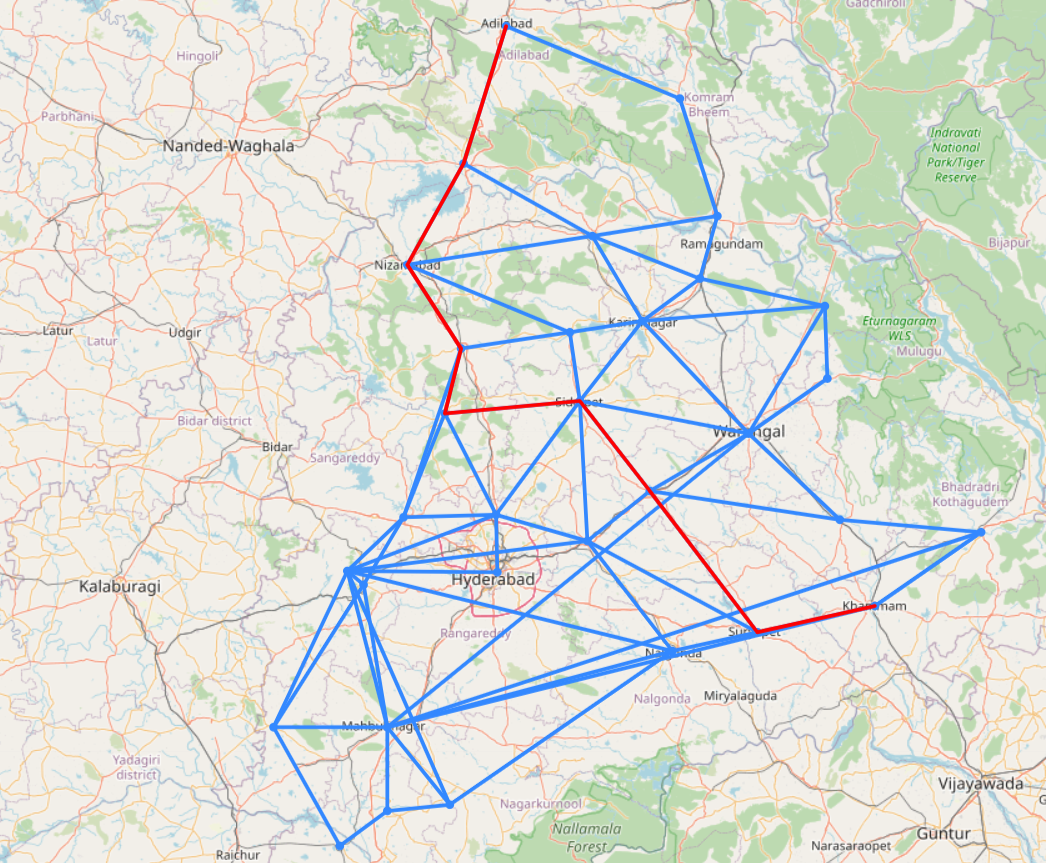 Gadchiroli
Adilabad
Adilabad
Hingoli
Komram
Bheem
Parbhani
Nanded-Waghala
Indravati
National
Park/Tiger
Reserve
Ramagundam
Bijapur
Nizamabad
Latur
Latur
Udgir
Karimnagar
Eturnagaram
WLS
Mulugu
Siddipet
Bidar district
Warangal
Bidar
Sangareddy
Bhadradri
Kothagudem
Kalaburagi
Hyderabad
Khammam
Rangareddy
Suryapet
Nalgonda
Nalgonda
Miryalaguda
Mahbubnagar
Yadagiri
district
Vijayawada
Nagarkurnool
Nallamala
Forest
Guntur
Raichur
Narasaraopet